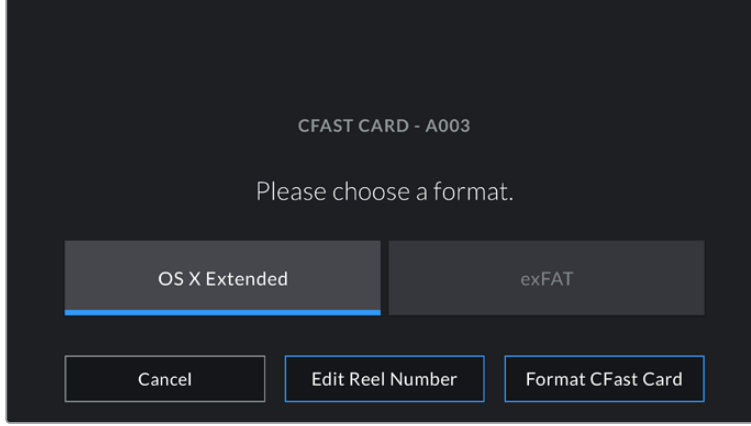 CFAST CARD - A003
Please choose a format.
OS X Extended
exFAT
Cancel
Edit Reel Number
Format CFast Card